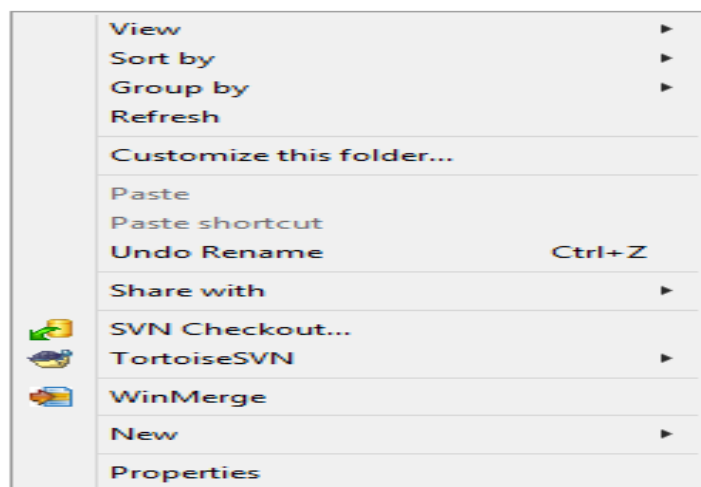 View
Sort by
Group by
Refresh
Customize this folder...
Paste
Paste shortcut
Undo Rename Ctrl+Z
Share with
SVN Checkout...
TortoiseSVN
WinMerge
New
Properties